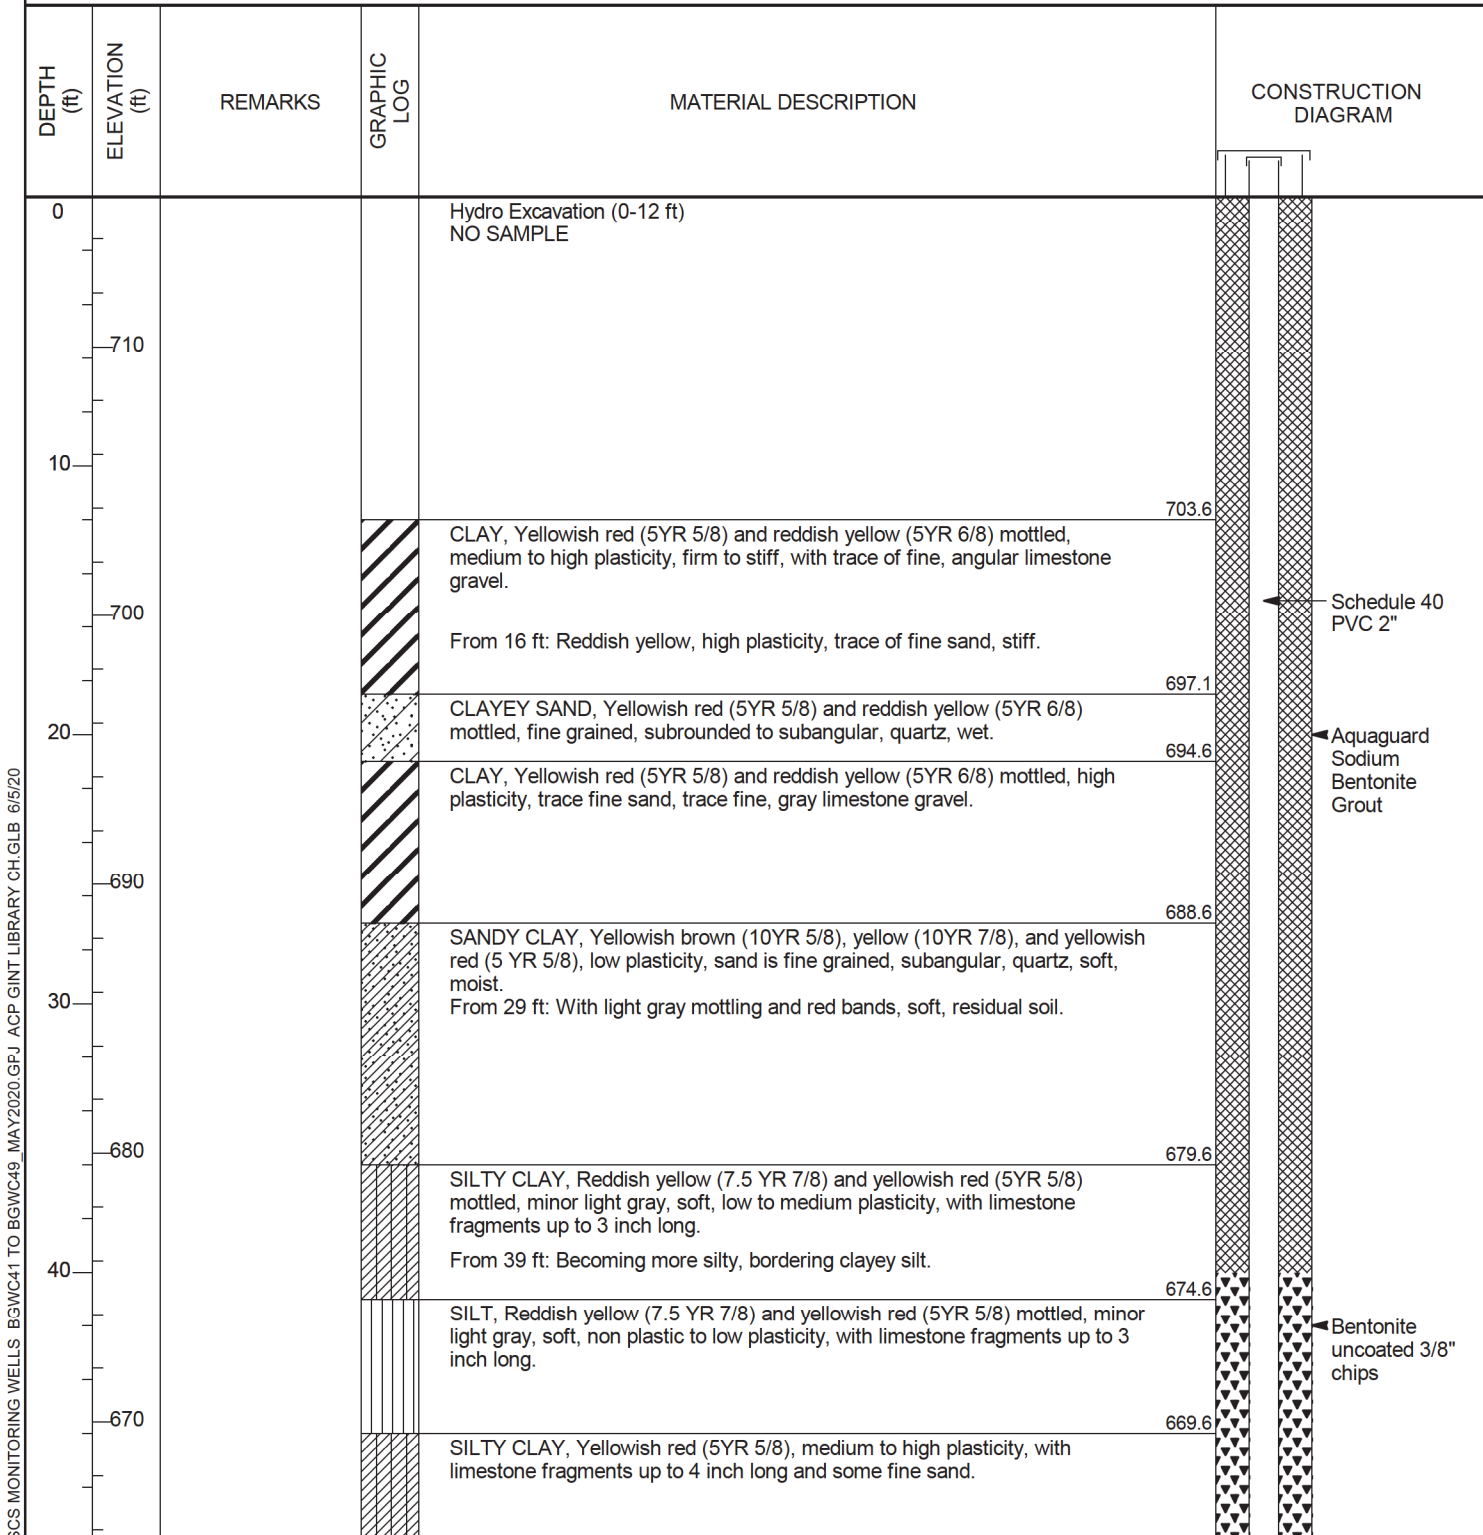 DEPTH
(ft)
ELEVATION
(ft)
REMARKS
GRAPHIC
LOG
MATERIAL DESCRIPTION
CONSTRUCTION
DIAGRAM
0
Hydro Excavation (0-12 ft)
NO SAMPLE
710
10
703.6
CLAY, Yellowish red (5YR 5/8) and reddish yellow (5YR 6/8) mottled,
medium to high plasticity, firm to stiff, with trace of fine, angular limestone
gravel.
700
Schedule 40
PVC 2"
From 16 ft: Reddish yellow, high plasticity, trace of fine sand, stiff.
697.1
CLAYEY SAND, Yellowish red (5YR 5/8) and reddish yellow (5YR 6/8)
mottled, fine grained, subrounded to subangular, quartz, wet.
20
694.6
Aquaguard
Sodium
Bentonite
Grout
CLAY, Yellowish red (5YR 5/8) and reddish yellow (5YR 6/8) mottled, high
plasticity, trace fine sand, trace fine, gray limestone gravel.
690
688.6
SANDY CLAY, Yellowish brown (10YR 5/8), yellow (10YR 7/8), and yellowish
red (5 YR 5/8), low plasticity, sand is fine grained, subangular, quartz, soft,
moist.
From 29 ft: With light gray mottling and red bands, soft, residual soil.
30
680
679.6
SILTY CLAY, Reddish yellow (7.5 YR 7/8) and yellowish red (5YR 5/8)
mottled, minor light gray, soft, low to medium plasticity, with limestone
fragments up to 3 inch long.
From 39 ft: Becoming more silty, bordering clayey silt.
40
674.6
SILT, Reddish yellow (7.5 YR 7/8) and yellowish red (5YR 5/8) mottled, minor
light gray, soft, non plastic to low plasticity, with limestone fragments up to 3
inch long.
Bentonite
uncoated 3/8"
chips
670
669.6
SILTY CLAY, Yellowish red (5YR 5/8), medium to high plasticity, with
limestone fragments up to 4 inch long and some fine sand.
SCS MONITORING WELLS BGWC41 TO BGWC49_MAY2020.GPJ ACP GINT LIBRARY CH.GLB 6/5/20